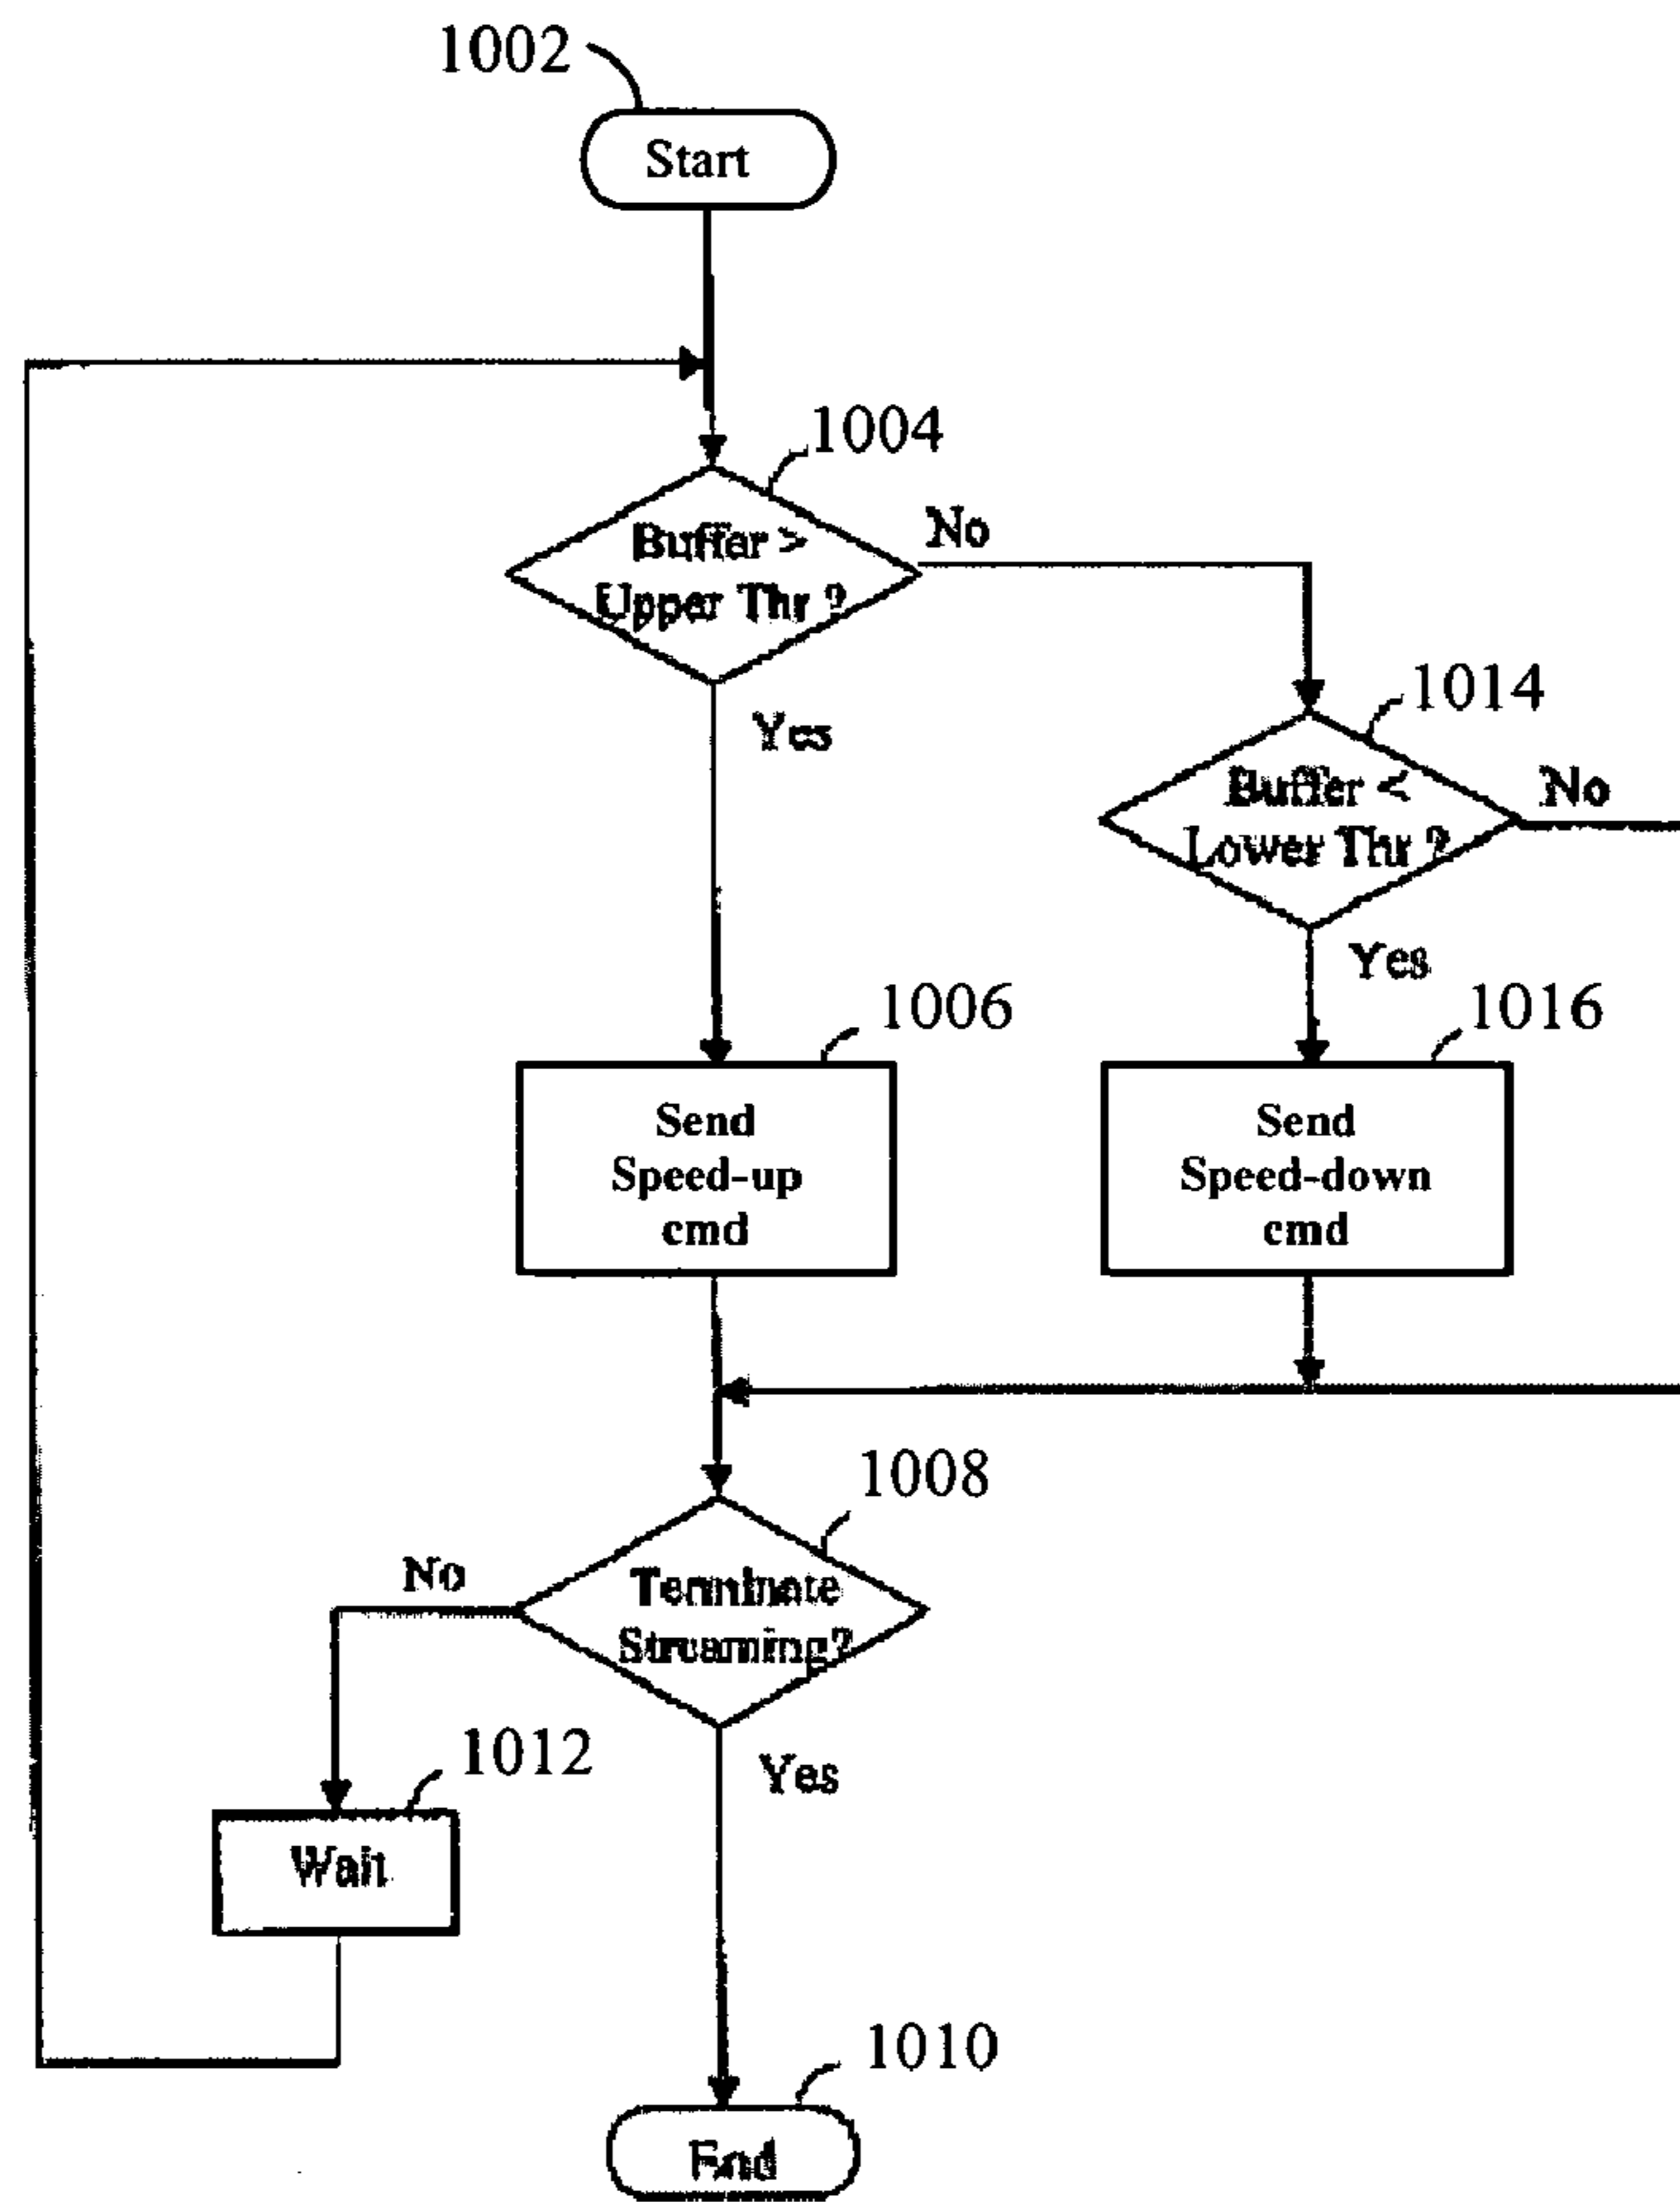 1002
Start
1004
Buffer >
Upper Thr ?
No
Yes
1014
Buffer <
Lower Thr ?
No
Yes
1006
Send
Speed-up
cmd
1016
Send
Speed-down
cmd
1008
Terminate
Streaming?
No
Yes
1012
Wait
1010
End